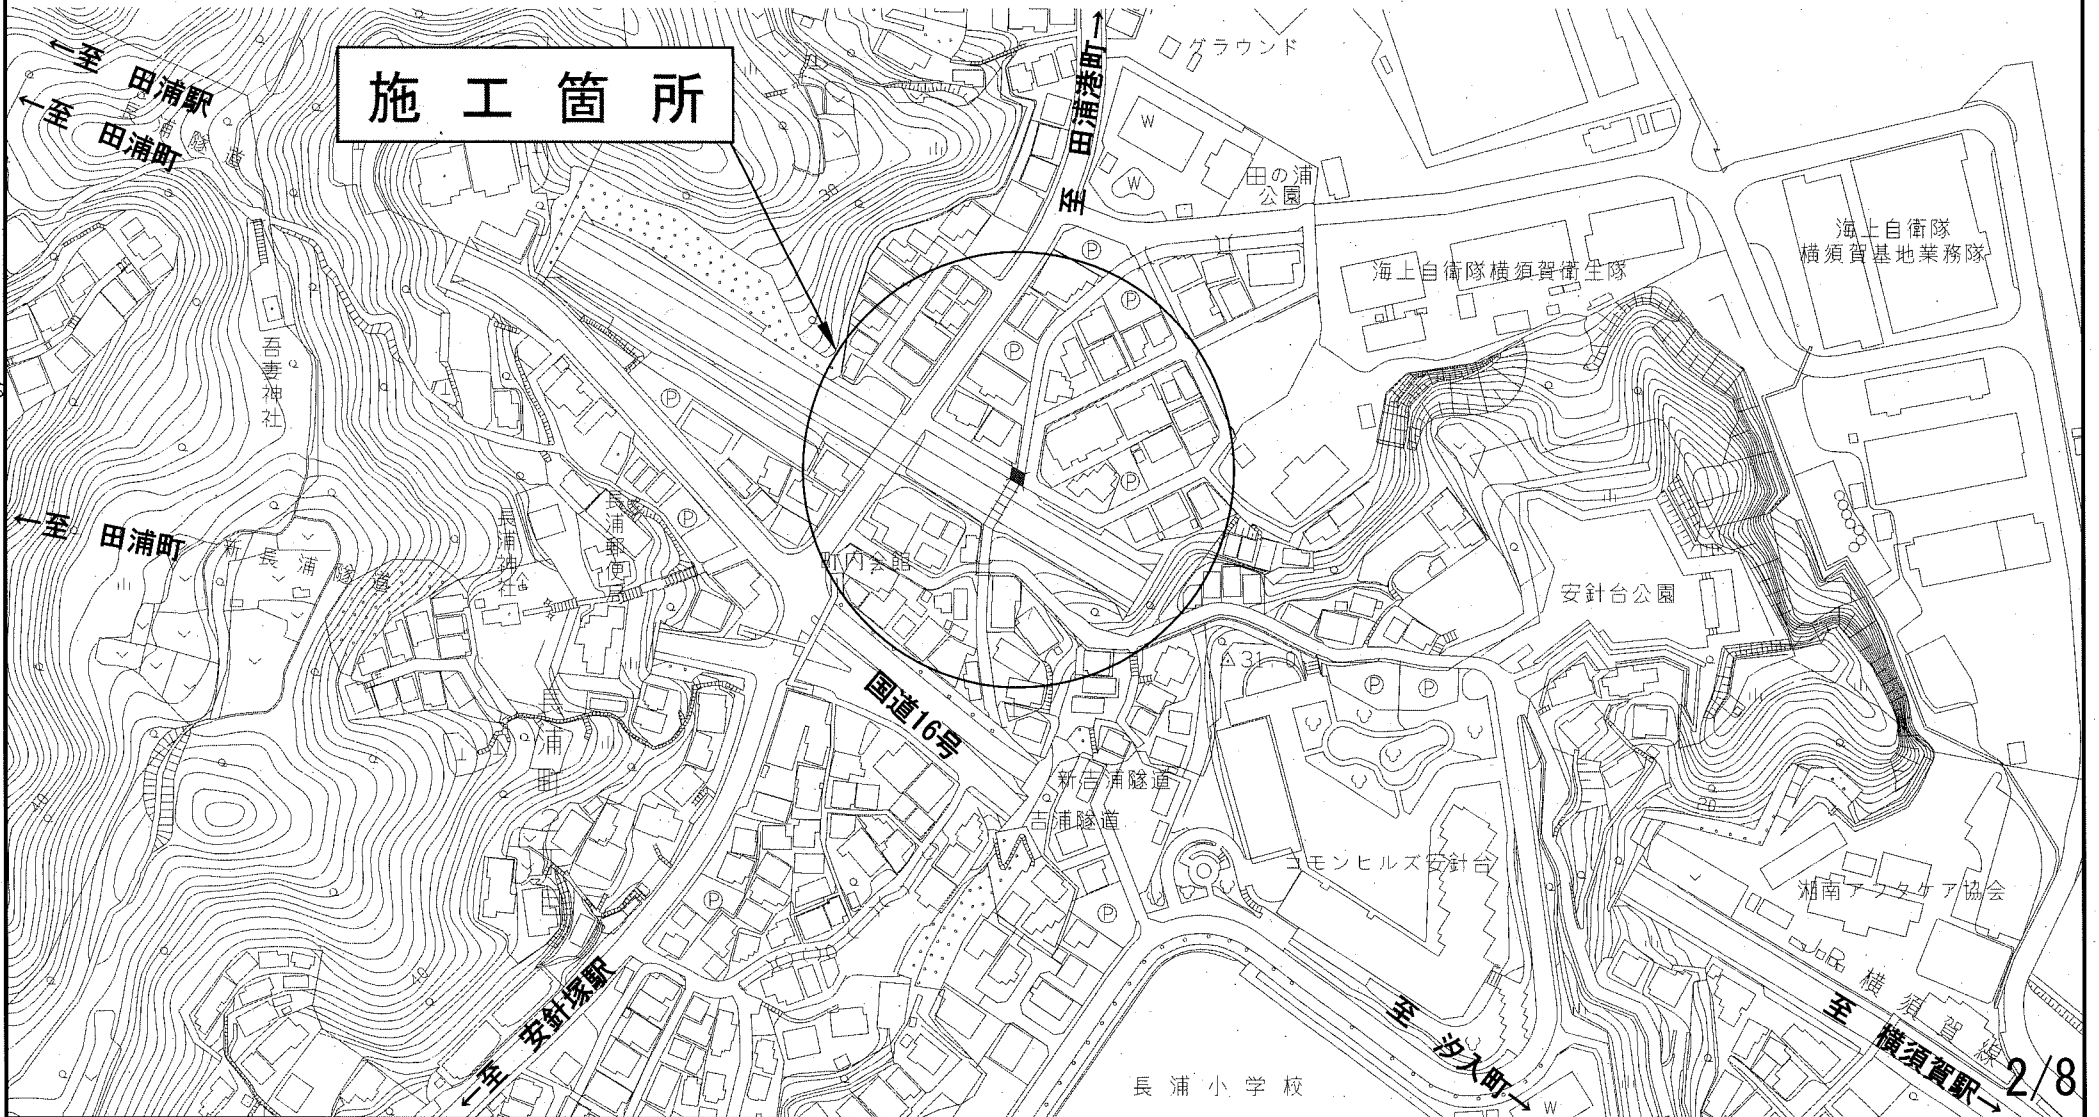 グラウンド
←至 田浦駅
施工箇所
至 田浦港町→
←至 田浦町
長浦隧道
W
田の浦
公園
W
海上自衛隊
横須賀基地業務隊
P
海上自衛隊横須賀衛生隊
P
吾妻神社
P
P
P
長浦神社
長浦郵便局
P
←至 田浦町
新長浦隧道
町内会館
安針台公園
P
P
国道16号
長浦町
新吉浦隧道
吉浦隧道
コモンヒルズ安針台
湘南アフタケア協会
P
P
←至 安針塚駅
横須賀線
至 汐入町→
至 横須賀駅→
長浦小学校
W
2/8